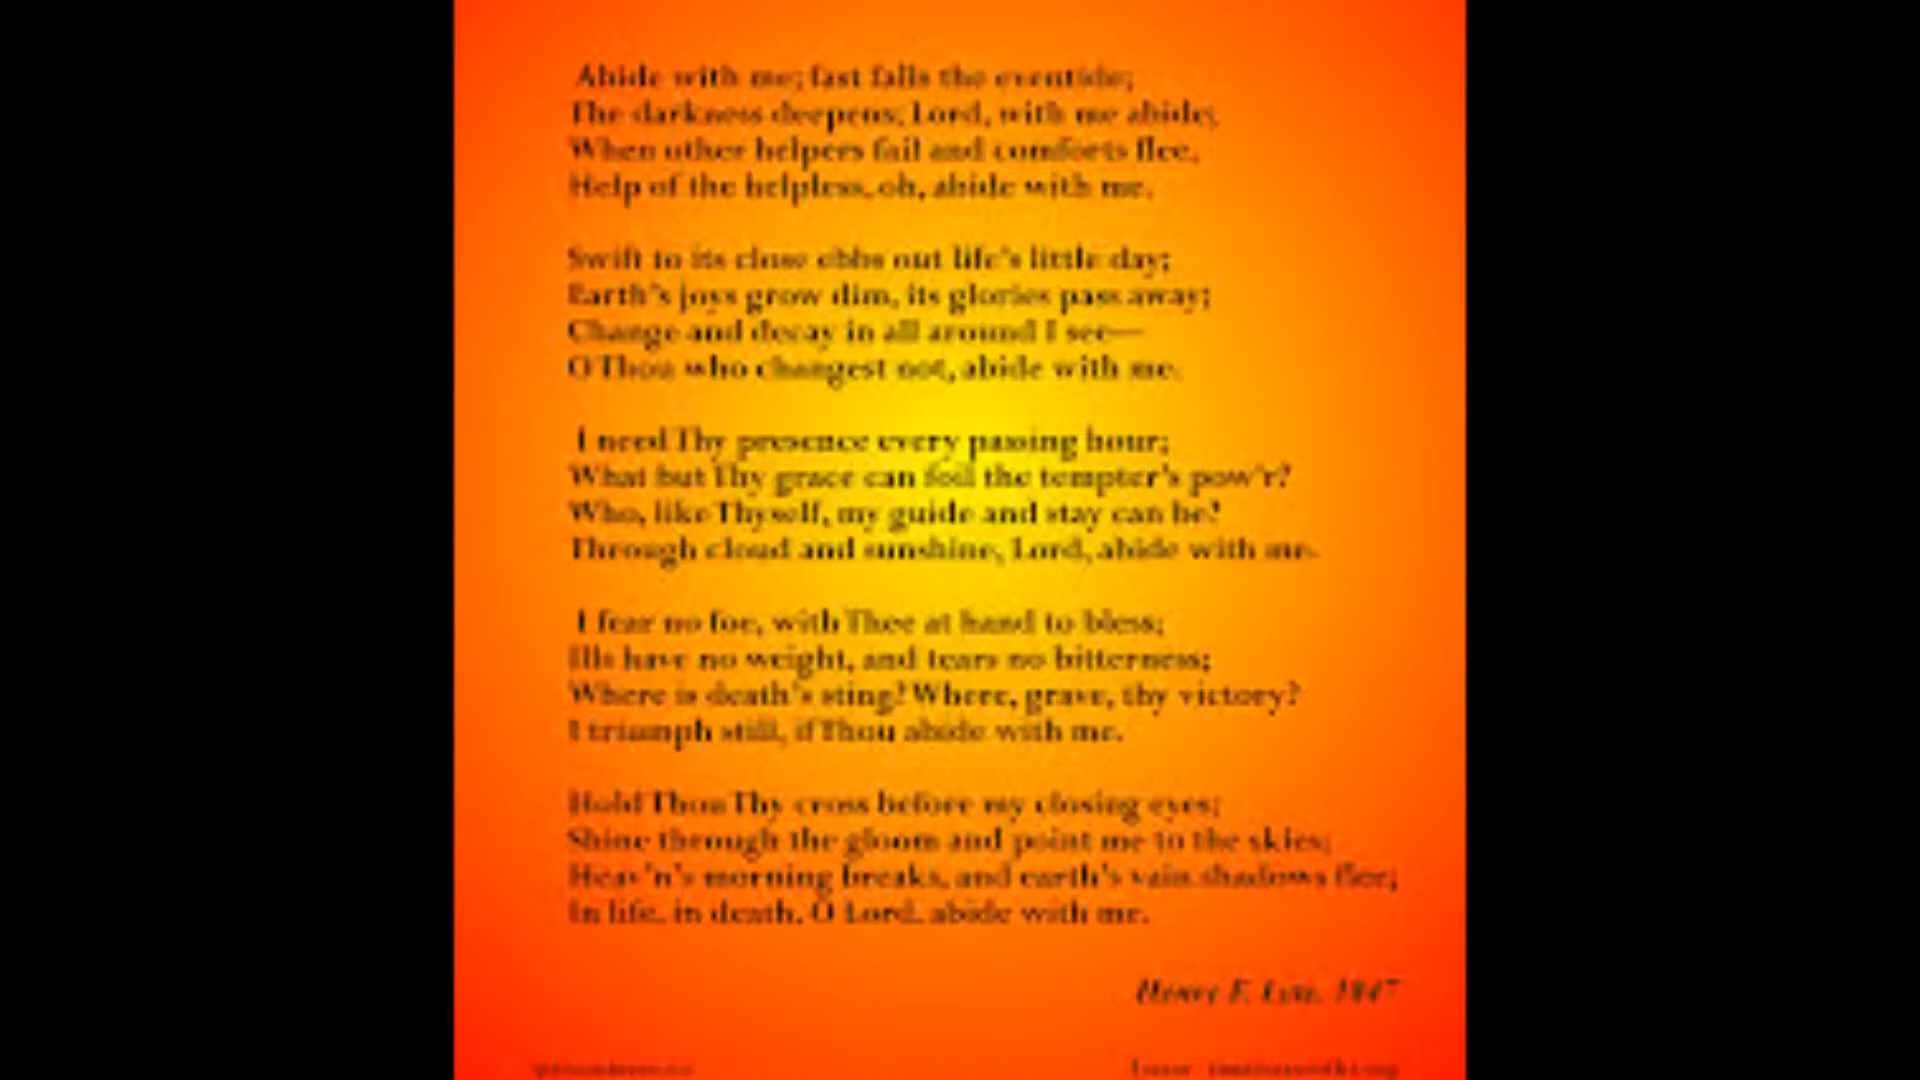 Abide with me; fast falls the eventide;
The darkness deepens; Lord, with me abide;
When other helpers fail and comforts flee,
Help of the helpless, oh, abide with me.
Swift to its close ebbs out life's little day;
Earth's joys grow dim, its glories pass away;
Change and decay in all around I see—
O Thou who changest not, abide with me.
I need Thy presence every passing hour;
What but Thy grace can foil the tempter's pow'r?
Who, like Thyself, my guide and stay can be?
Through cloud and sunshine, Lord, abide with me.
I fear no foe, with Thee at hand to bless;
Ills have no weight, and tears no bitterness;
Where is death's sting? Where, grave, thy victory?
I triumph still, if Thou abide with me.
Hold Thou Thy cross before my closing eyes;
Shine through the gloom and point me to the skies;
Heav'n's morning breaks, and earth's vain shadows flee;
In life, in death, O Lord, abide with me.
Henry F. Lyte, 1847